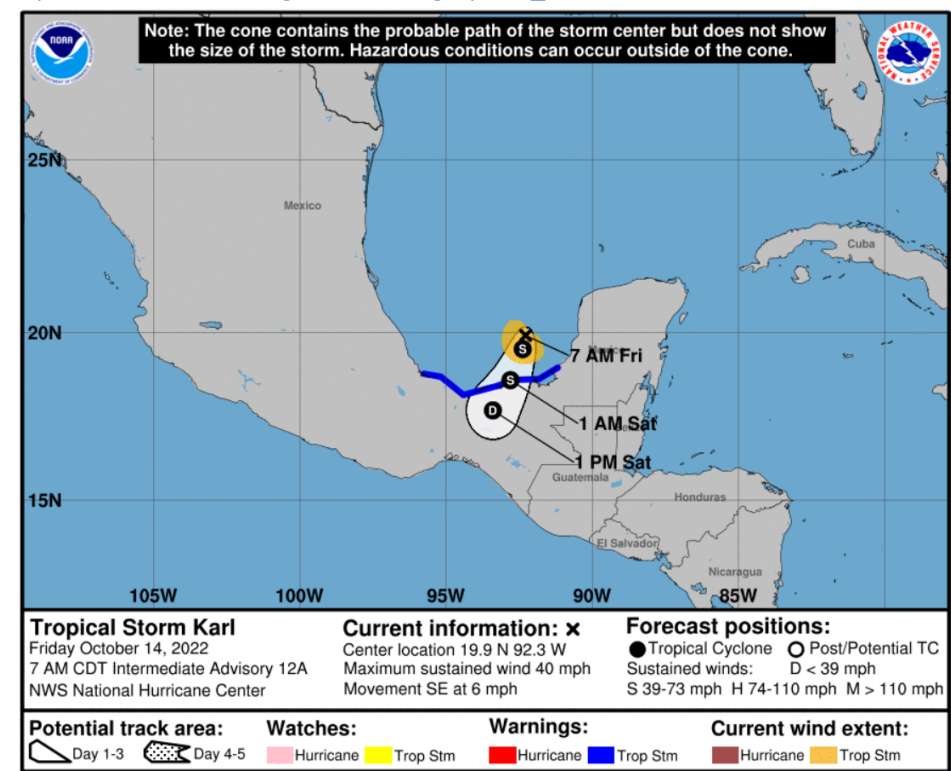 Note: The cone contains the probable path of the storm center but does not show
the size of the storm. Hazardous conditions can occur outside of the cone.
NOAA
NATIONAL WEATHER SERVICE
25N
Mexico
Cuba
20N
Mexico
7 AM Fri
S
S
D
1 AM Sat
Belize
1 PM Sat
Guatemala
15N
Honduras
El Salvador
Nicaragua
105W
100W
95W
90W
85W
Tropical Storm Karl
Friday October 14, 2022
7 AM CDT Intermediate Advisory 12A
NWS National Hurricane Center
Current information: ×
Center location 19.9 N 92.3 W
Maximum sustained wind 40 mph
Movement SE at 6 mph
Forecast positions:
Tropical Cyclone
Post/Potential TC
Sustained winds: D < 39 mph
S 39-73 mph H 74-110 mph M > 110 mph
Potential track area:
Day 1-3
Day 4-5
Watches:
Hurricane
Trop Stm
Warnings:
Hurricane
Trop Stm
Current wind extent:
Hurricane
Trop Stm